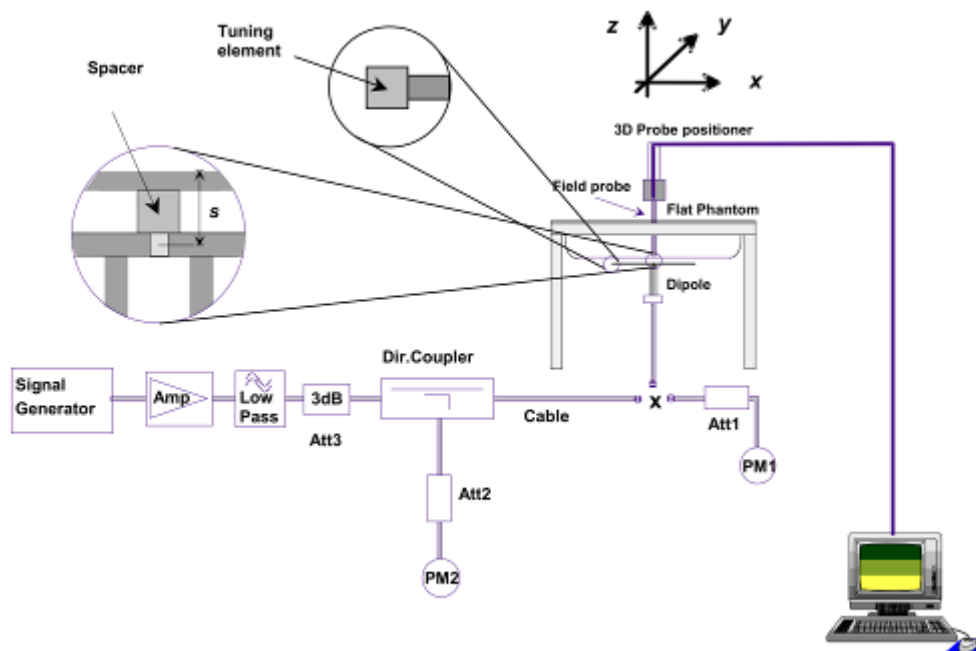 Tuning
element
Spacer
s
z
y
x
3D Probe positioner
Field probe
Flat Phantom
Dipole
Dir.Coupler
Signal
Generator
Amp
Low
Pass
3dB
Att3
Cable
x
Att1
PM1
Att2
PM2